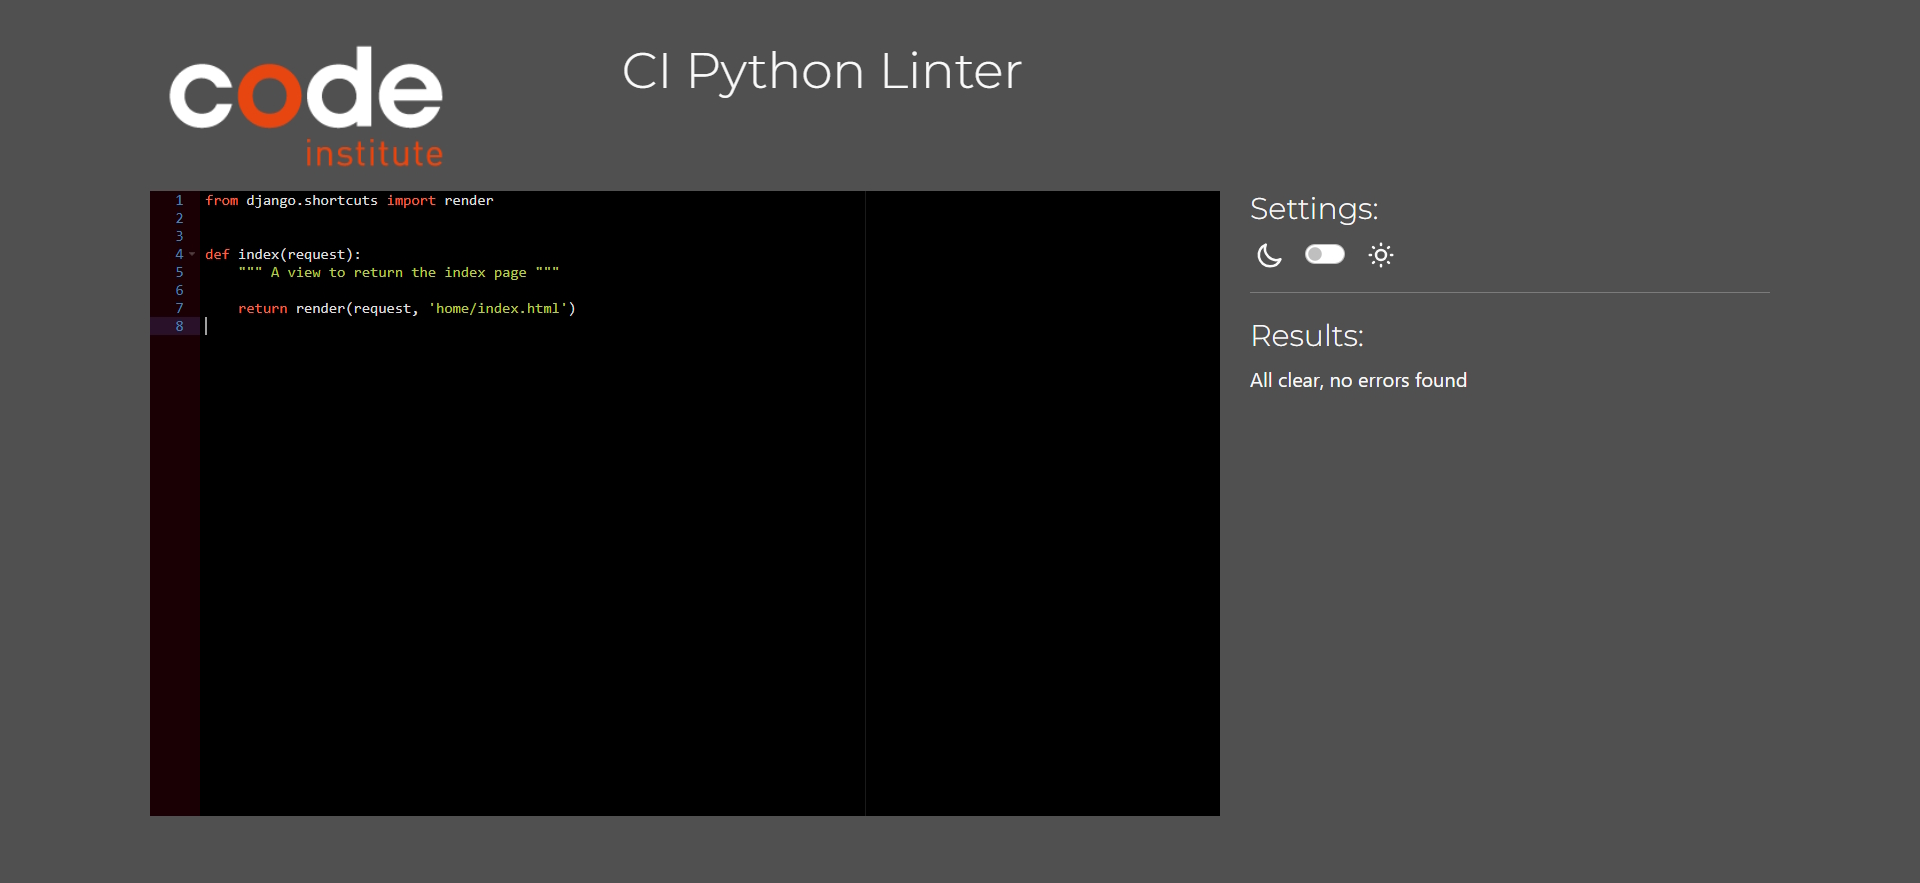 code
institute
CI Python Linter
1 from django.shortcuts import render
2
3
4 def index(request):
5     """ A view to return the index page """
6
7     return render(request, 'home/index.html')
8
Settings:
Results:
All clear, no errors found